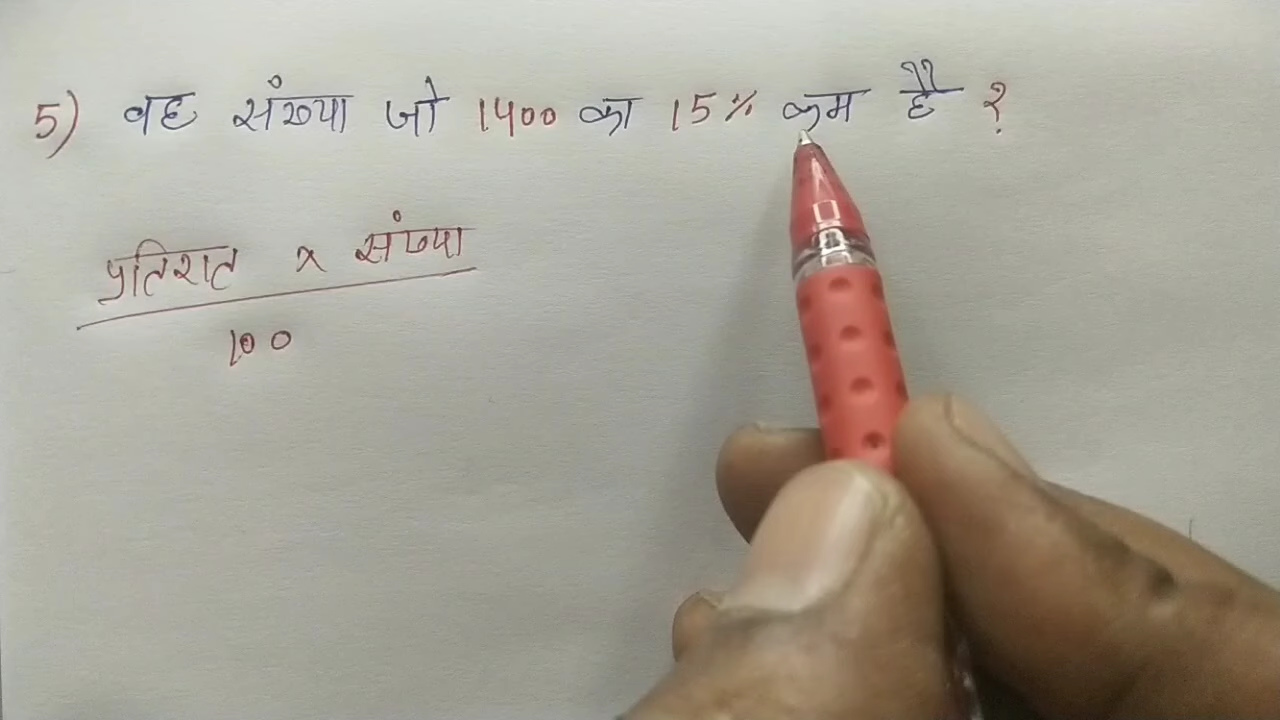 5) वह संख्या जो 1400 का 15% कम है ?
प्रतिशत x संख्या
100